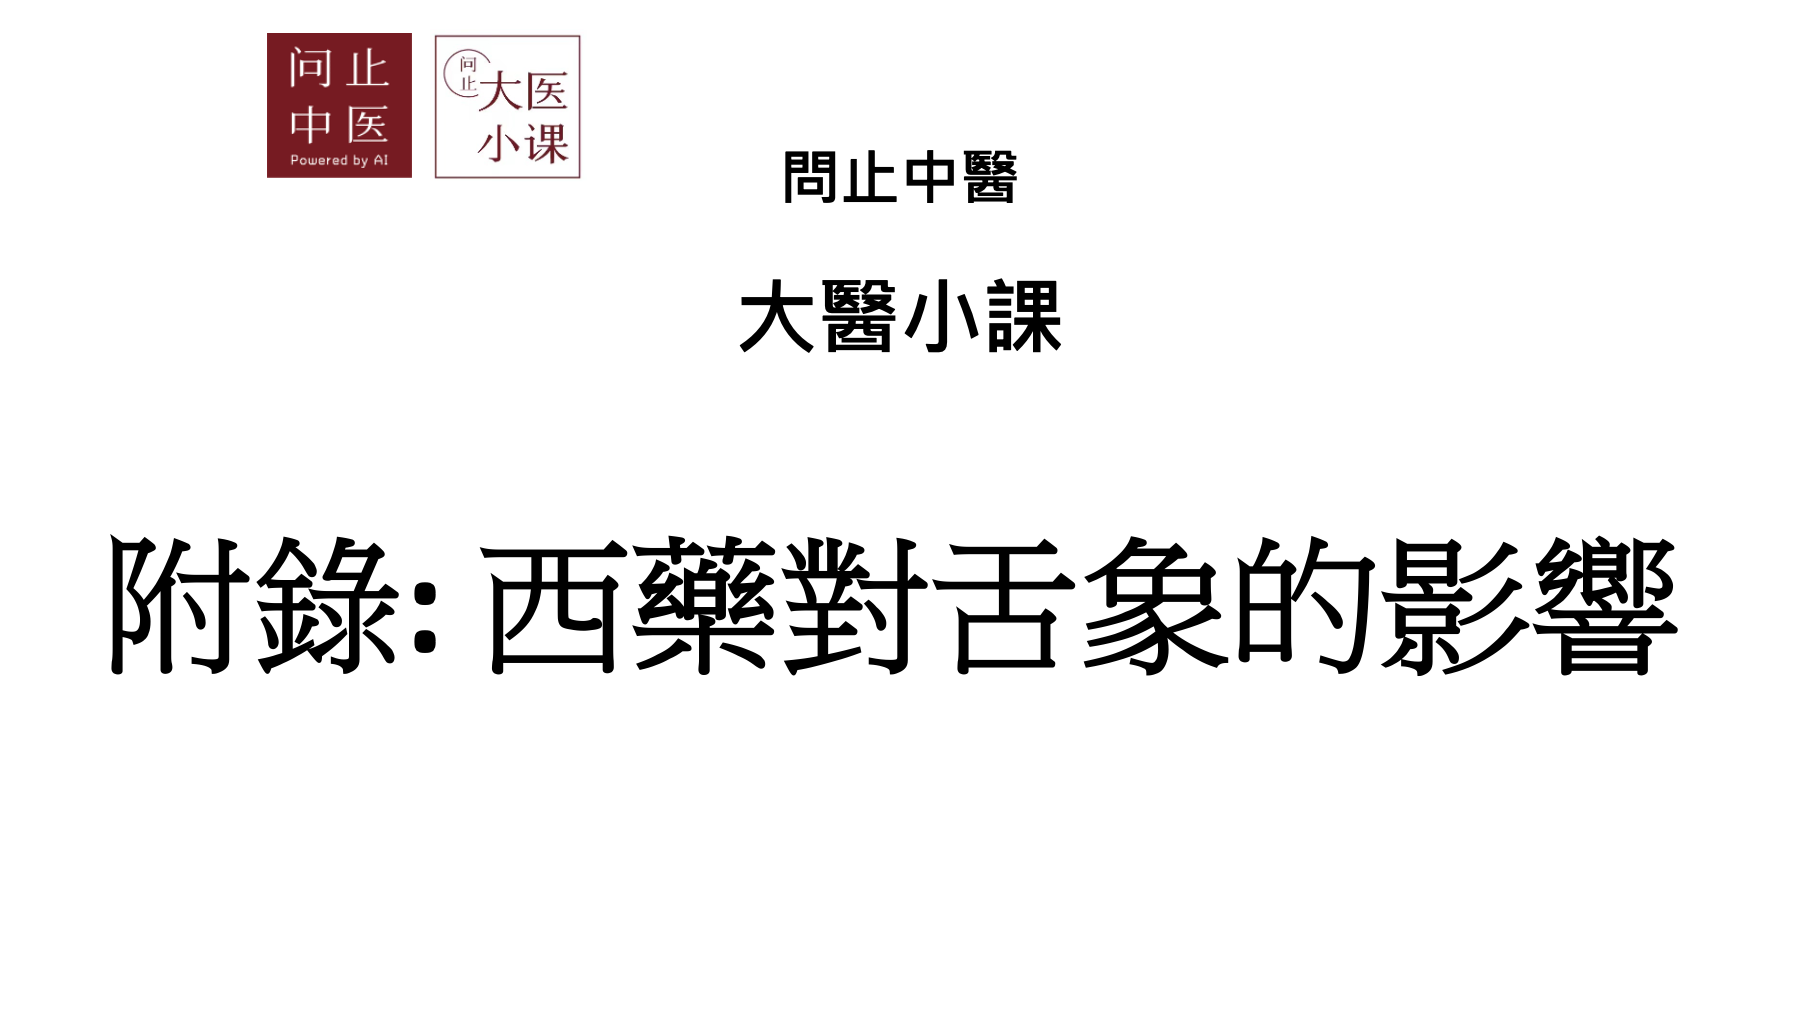 问止
中医
Powered by AI
问止
大医
小课
問止中醫
大醫小課
附錄: 西藥對舌象的影響